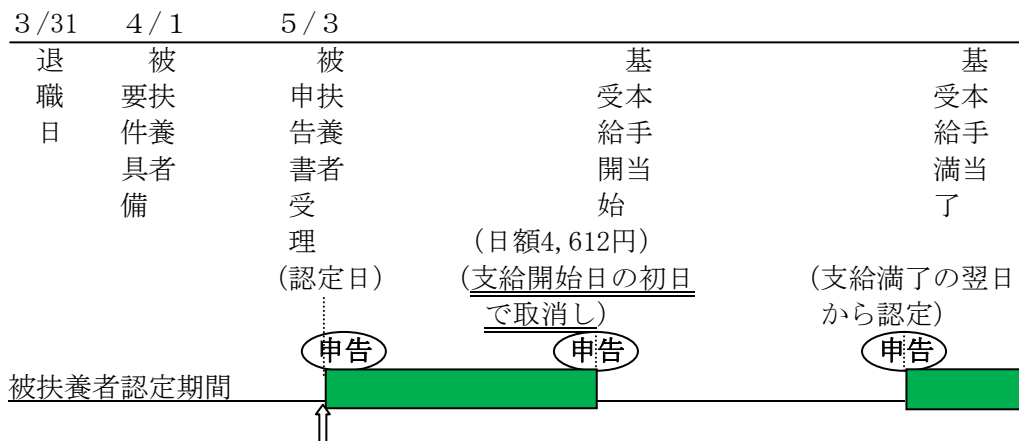 3/31 4/1 5/3
退職日
被扶養者
要件具備
被扶養者
申告書受理
(認定日)
基本手当
受給開始
(日額4,612円)
(支給開始日の初日
で取消し)
基本手当
受給満了
(支給満了の翌日
から認定)
申告 申告 申告
被扶養者認定期間